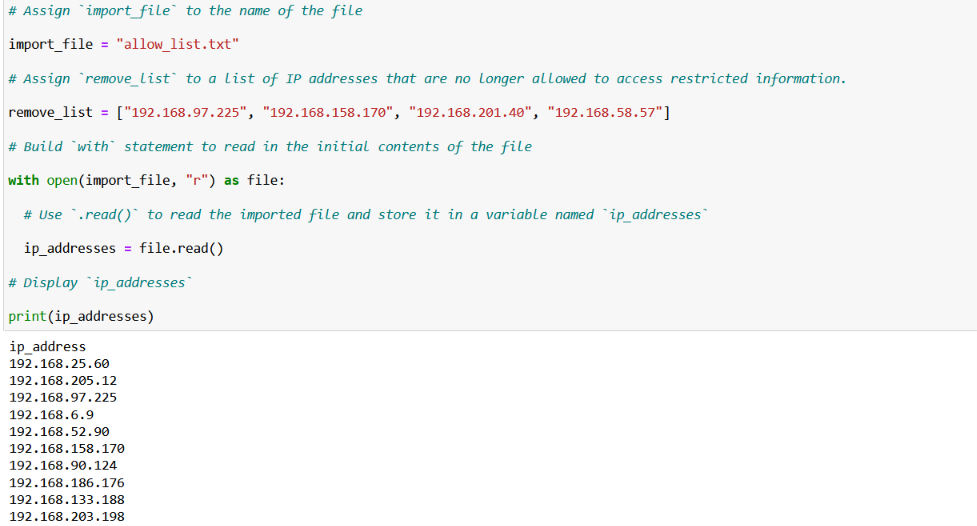 # Assign `import_file` to the name of the file
import_file = "allow_list.txt"
# Assign `remove_list` to a list of IP addresses that are no longer allowed to access restricted information.
remove_list = ["192.168.97.225", "192.168.158.170", "192.168.201.40", "192.168.58.57"]
# Build `with` statement to read in the initial contents of the file
with open(import_file, "r") as file:
# Use `.read()` to read the imported file and store it in a variable named `ip_addresses`
ip_addresses = file.read()
# Display `ip_addresses`
print(ip_addresses)
ip_address
192.168.25.60
192.168.205.12
192.168.97.225
192.168.6.9
192.168.52.90
192.168.158.170
192.168.90.124
192.168.186.176
192.168.133.188
192.168.203.198